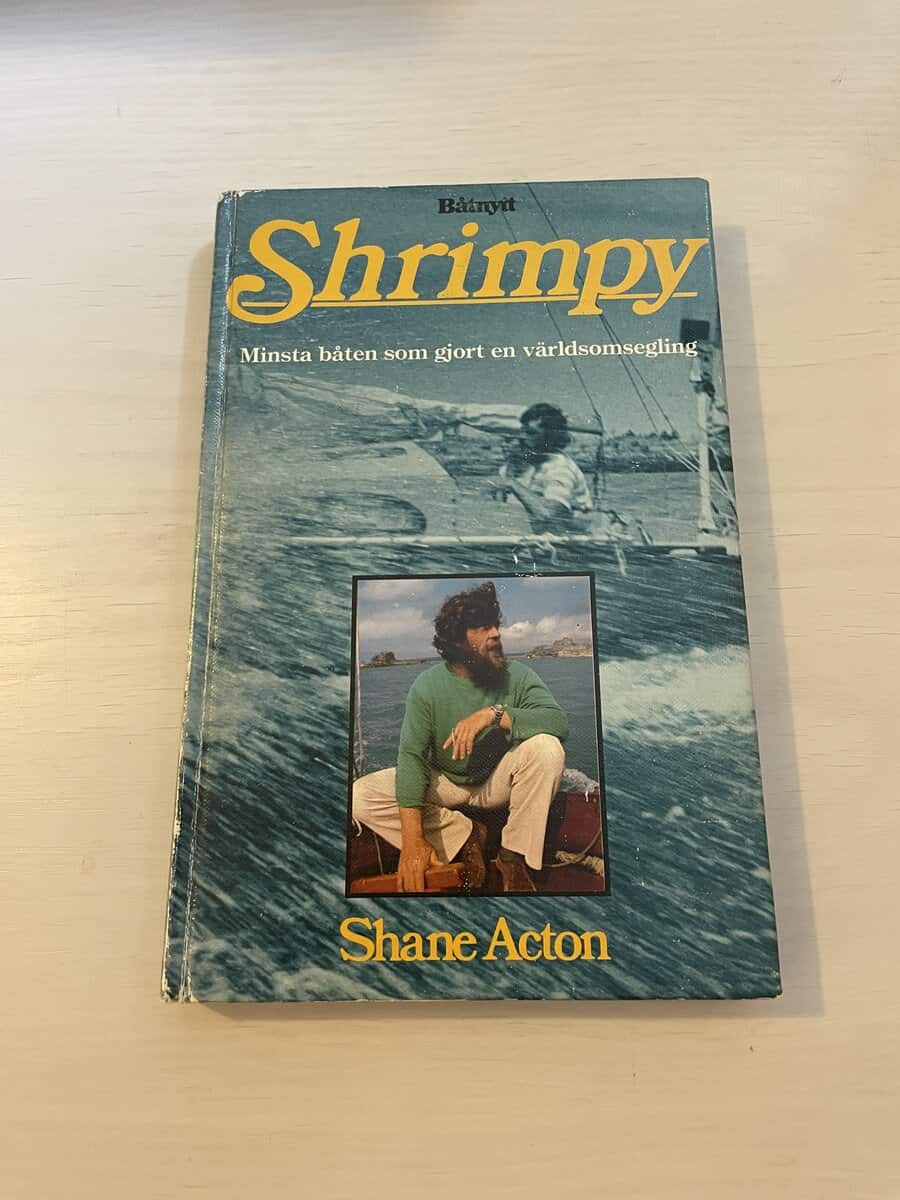 Båtnytt
Shrimpy
Minsta båten som gjort en världsomsegling
Shane Acton